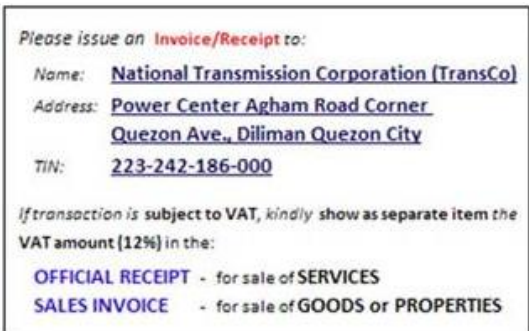 Please issue an Invoice/Receipt to:
Name: National Transmission Corporation (TransCo)
Address: Power Center Agham Road Corner
Quezon Ave., Diliman Quezon City
TIN: 223-242-186-000
If transaction is subject to VAT, kindly show as separate item the
VAT amount (12%) in the:
OFFICIAL RECEIPT - for sale of SERVICES
SALES INVOICE - for sale of GOODS or PROPERTIES